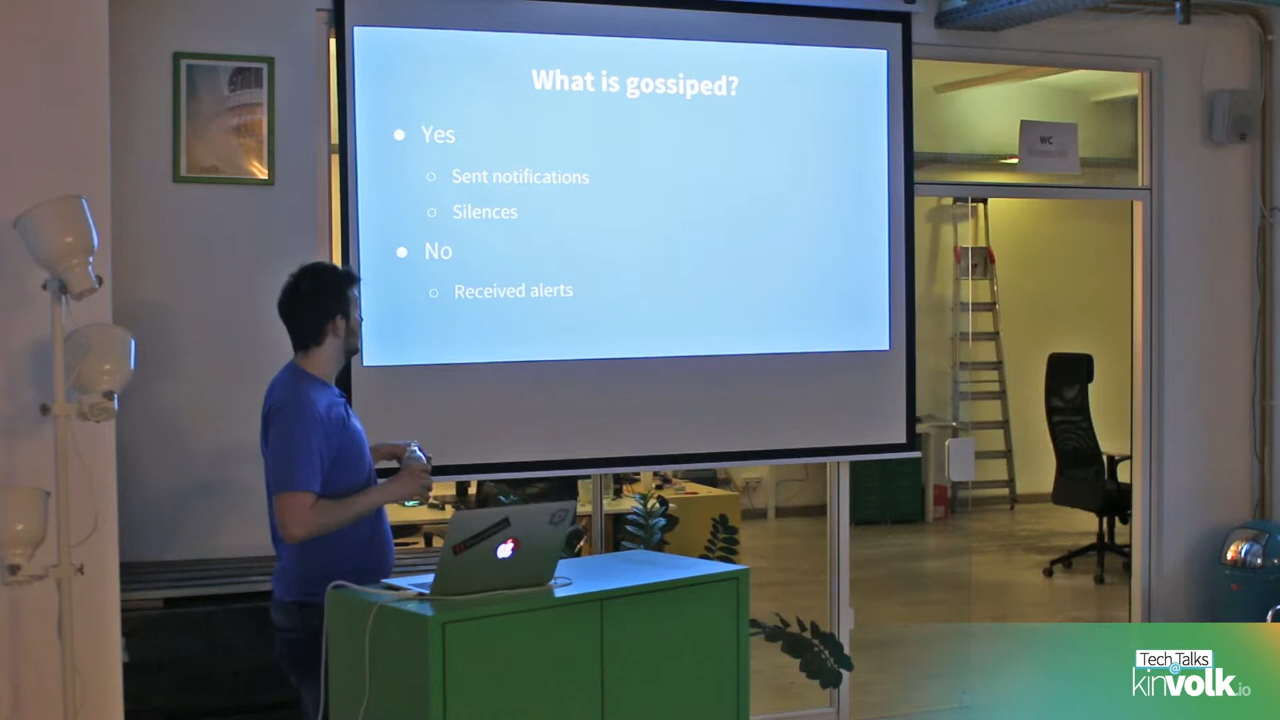 What is gossiped?
Yes
Sent notifications
Silences
No
Received alerts
WC
Tech Talks
@
kinvolk.io